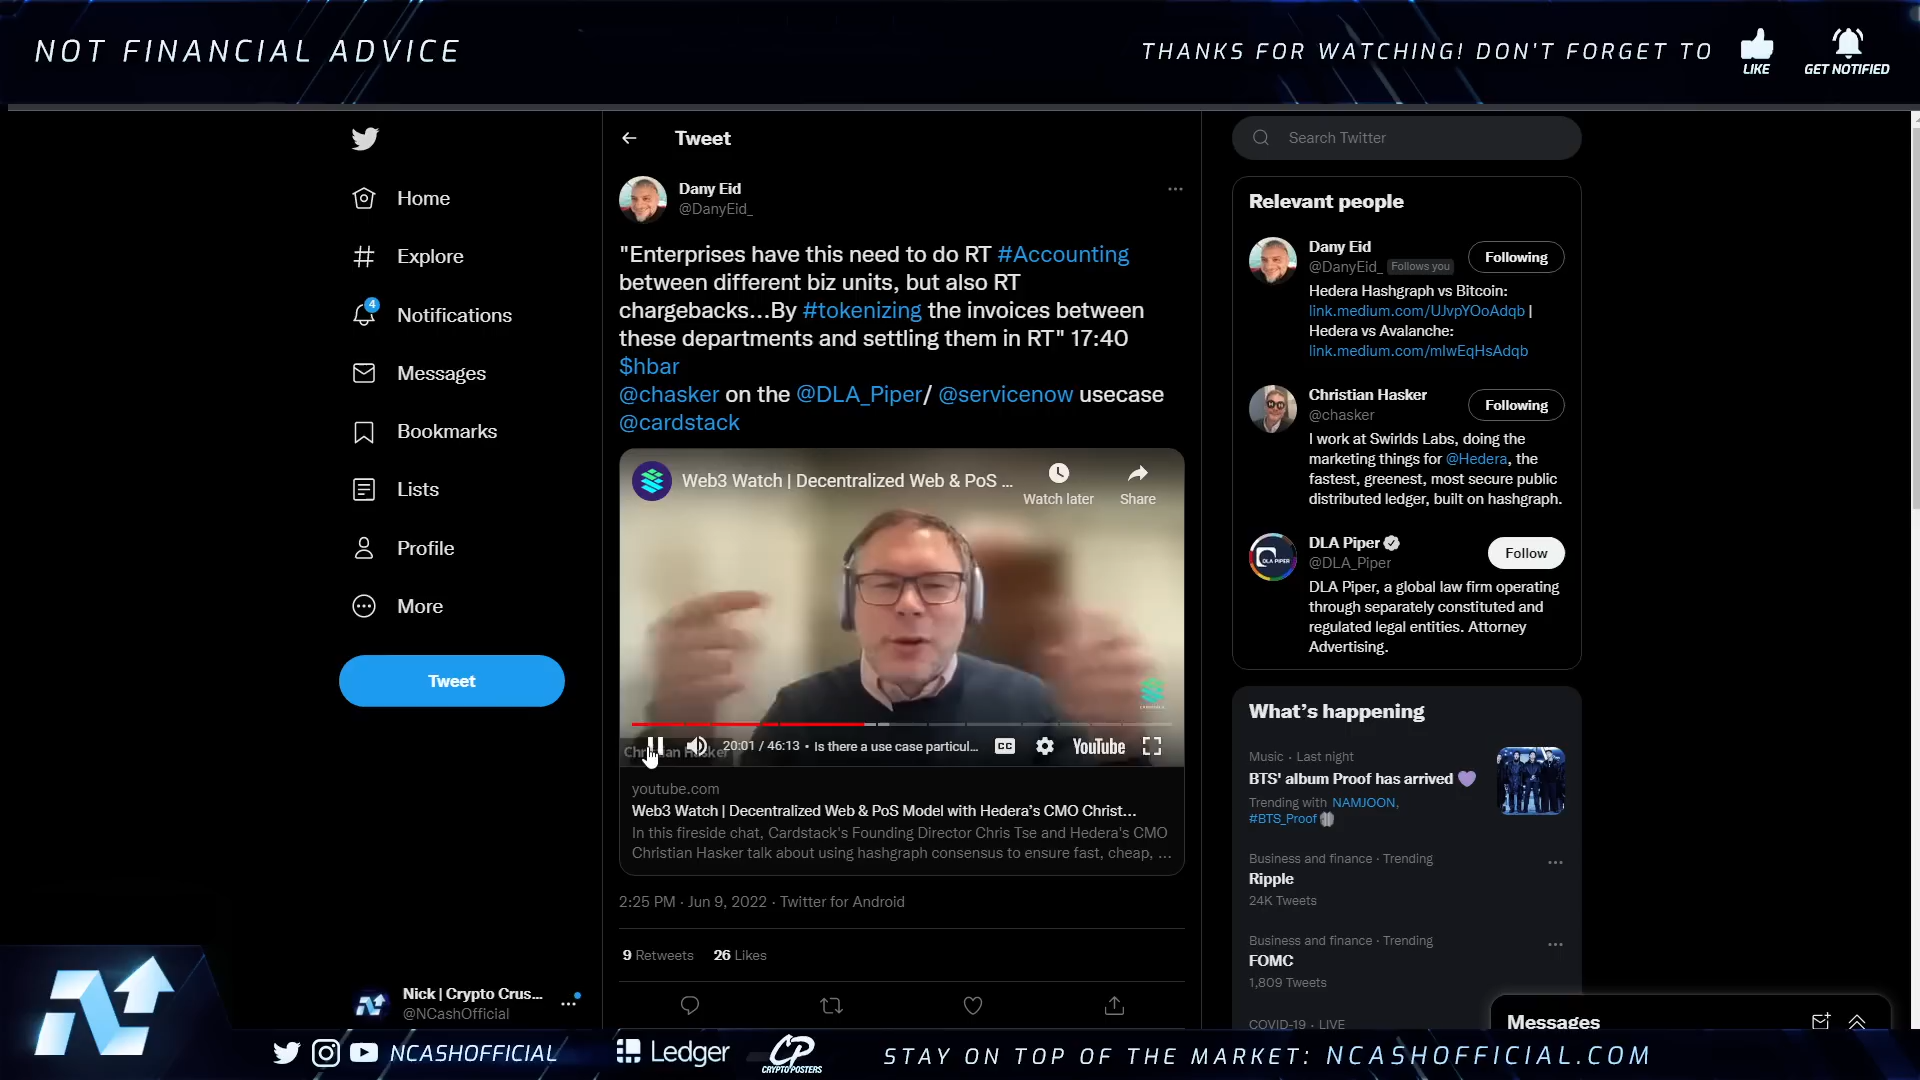 NOT FINANCIAL ADVICE
THANKS FOR WATCHING! DON'T FORGET TO
LIKE
GET NOTIFIED
Home
Explore
4
Notifications
Messages
Bookmarks
Lists
Profile
More
Tweet
Nick | Crypto Crus...
@NCashOfficial
Tweet
Dany Eid
@DanyEid_
"Enterprises have this need to do RT #Accounting
between different biz units, but also RT
chargebacks...By #tokenizing the invoices between
these departments and settling them in RT" 17:40
$hbar
@chasker on the @DLA_Piper/ @servicenow usecase
@cardstack
Web3 Watch | Decentralized Web & PoS ...
Watch later
Share
Christian Hasker
20:01 / 46:13 • Is there a use case particul...
CC
YouTube
youtube.com
Web3 Watch | Decentralized Web & PoS Model with Hedera's CMO Christ...
In this fireside chat, Cardstack's Founding Director Chris Tse and Hedera's CMO
Christian Hasker talk about using hashgraph consensus to ensure fast, cheap, ...
2:25 PM · Jun 9, 2022 · Twitter for Android
9 Retweets 26 Likes
Search Twitter
Relevant people
Dany Eid
@DanyEid_ Follows you
Following
Hedera Hashgraph vs Bitcoin:
link.medium.com/UJvpYOoAdqb |
Hedera vs Avalanche:
link.medium.com/mIwEqHsAdqb
Christian Hasker
@chasker
Following
I work at Swirlds Labs, doing the
marketing things for @Hedera, the
fastest, greenest, most secure public
distributed ledger, built on hashgraph.
DLA PIPER
DLA Piper
@DLA_Piper
Follow
DLA Piper, a global law firm operating
through separately constituted and
regulated legal entities. Attorney
Advertising.
What's happening
Music · Last night
BTS' album Proof has arrived 💜
Trending with NAMJOON,
#BTS_Proof
Business and finance · Trending
Ripple
24K Tweets
Business and finance · Trending
FOMC
1,809 Tweets
COVID-19 · LIVE
Messages
NCASHOFFICIAL
Ledger
CP
CRYPTOPOSTERS
STAY ON TOP OF THE MARKET: NCASHOFFICIAL.COM